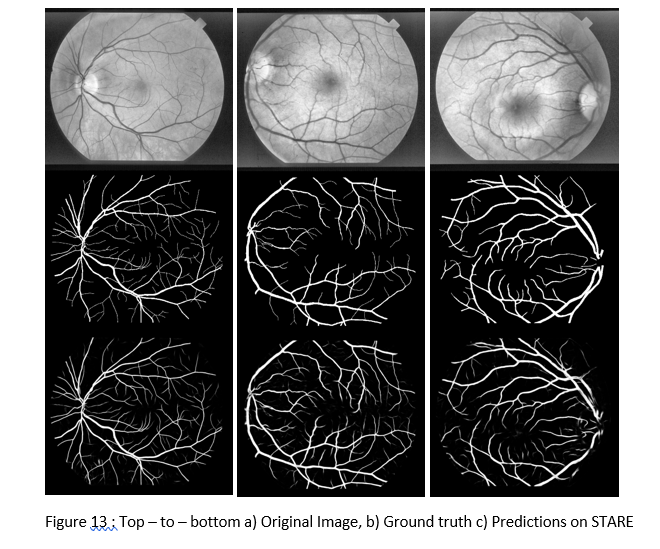 Figure 13 : Top – to – bottom a) Original Image, b) Ground truth c) Predictions on STARE